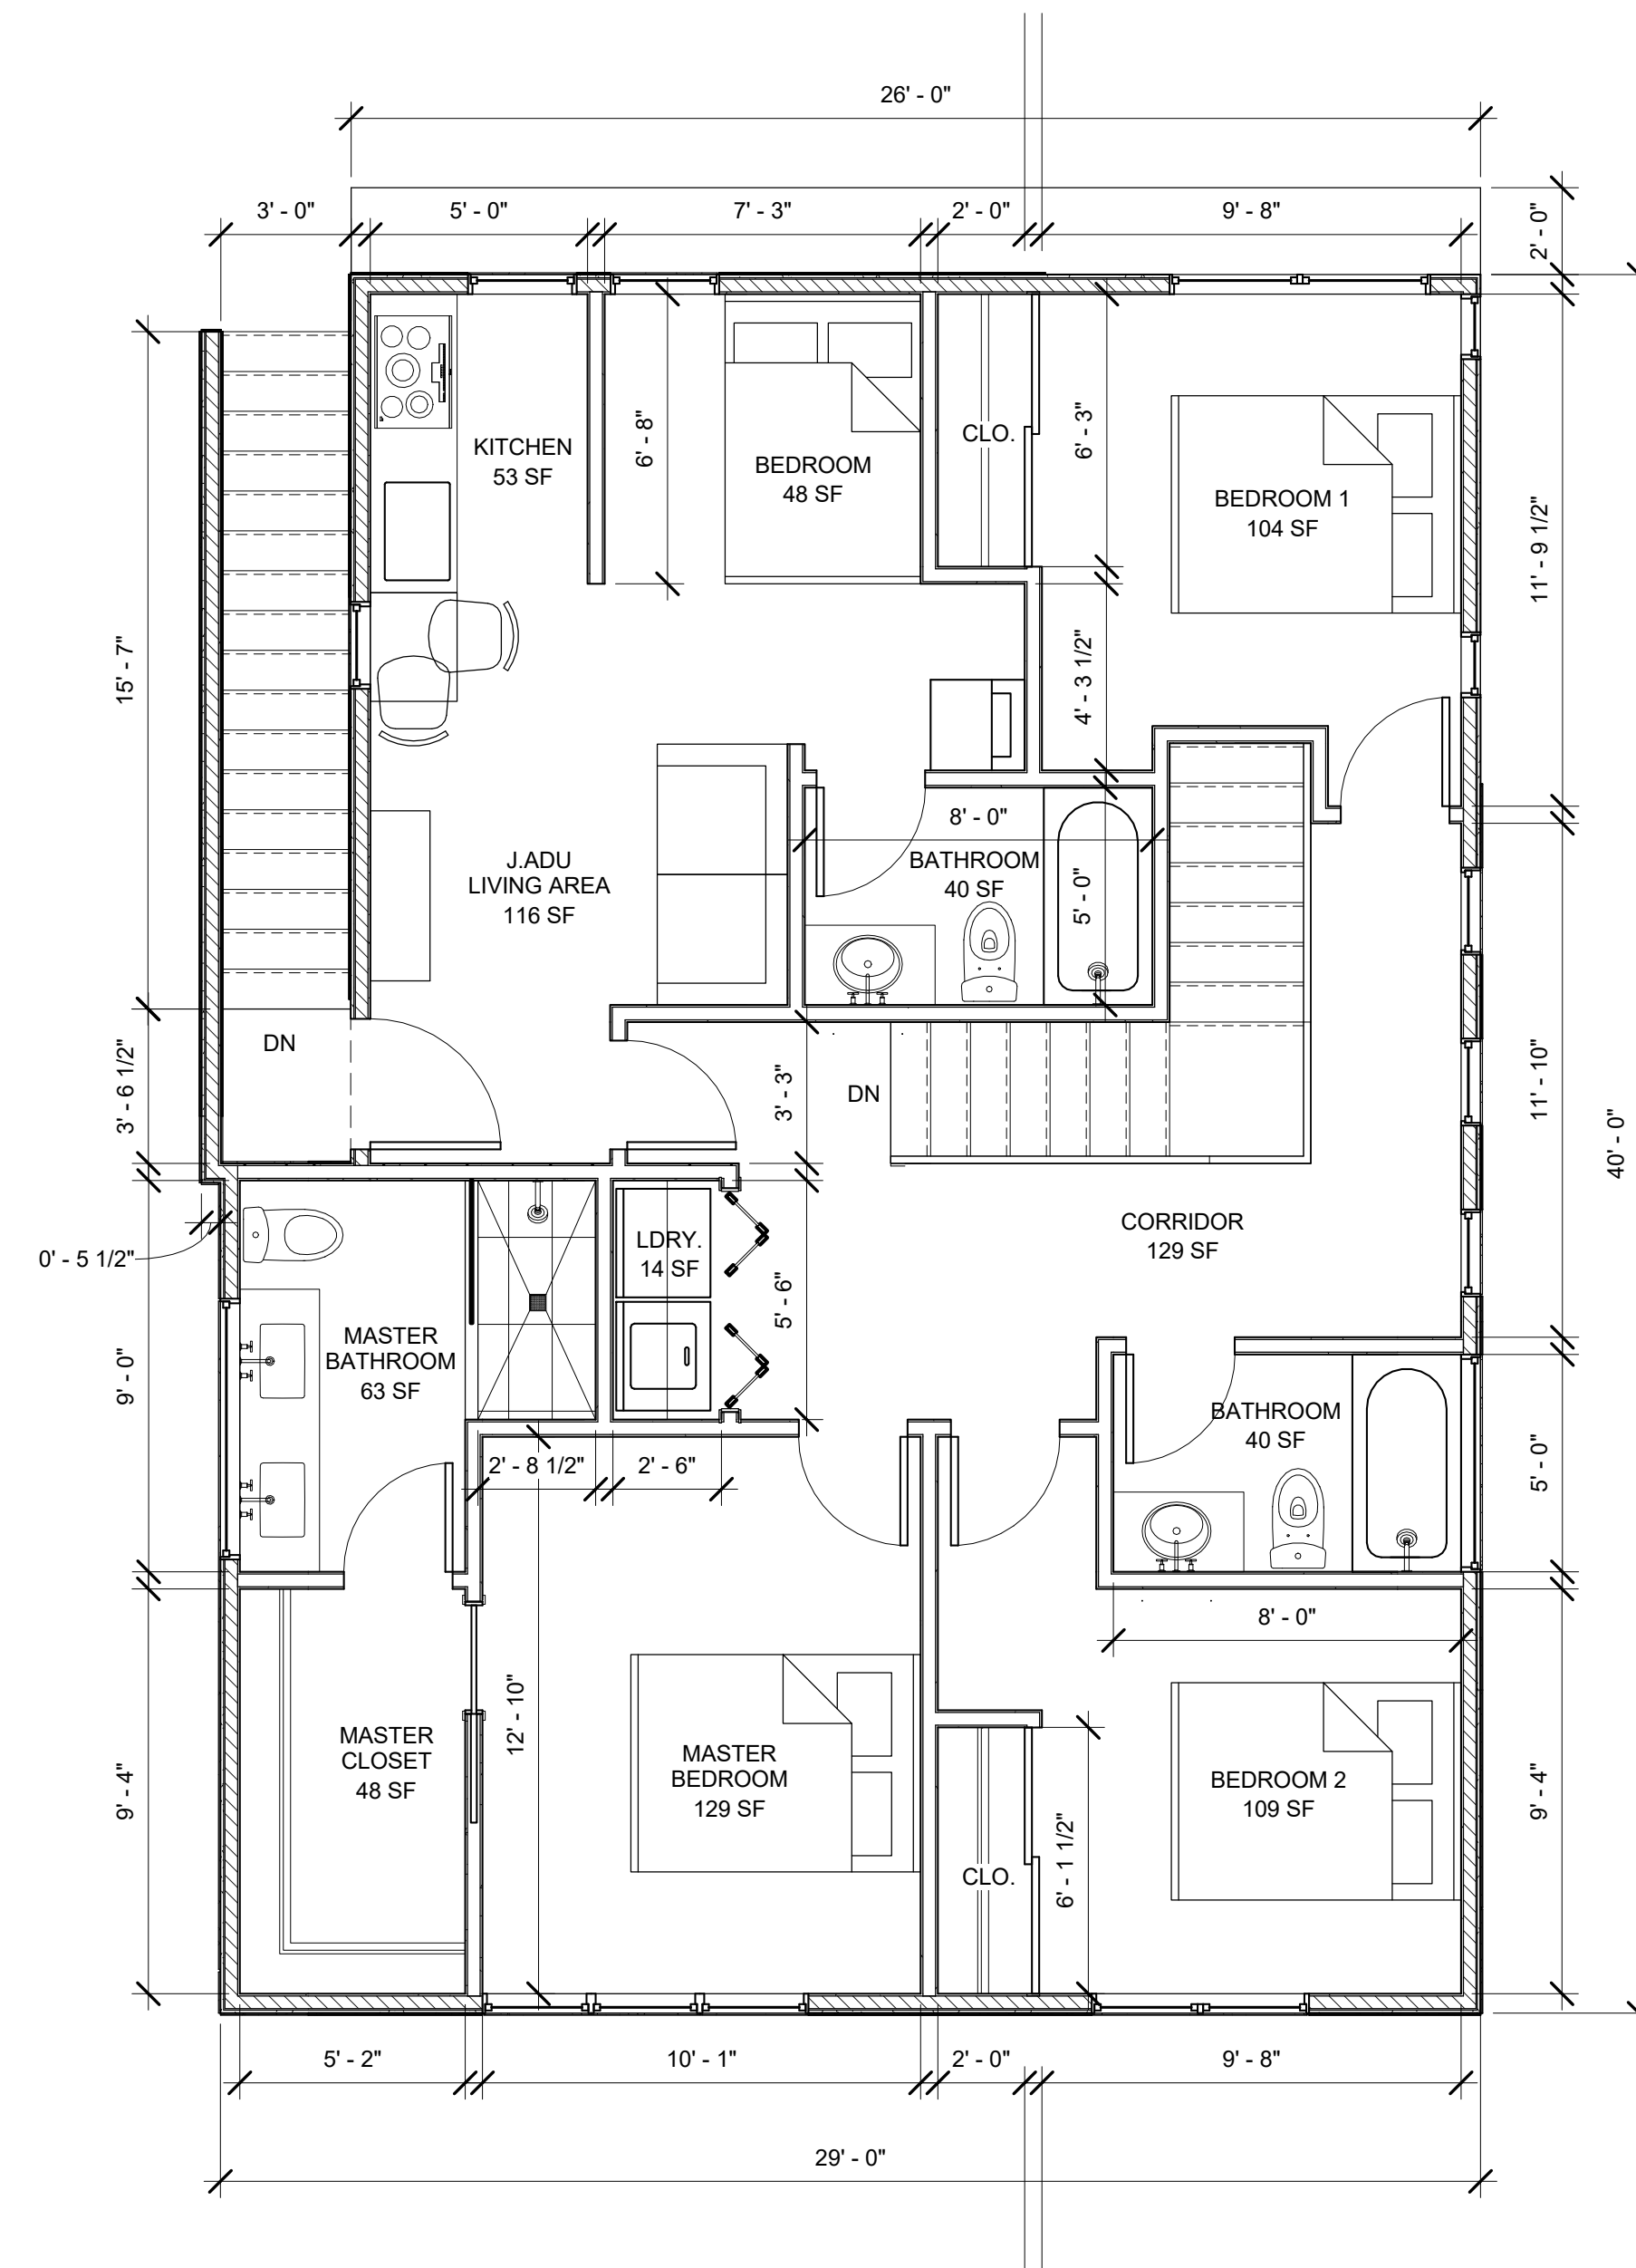 26' - 0"
3' - 0"
5' - 0"
7' - 3"
2' - 0"
9' - 8"
2' - 0"
KITCHEN
53 SF
6' - 8"
BEDROOM
48 SF
CLO.
6' - 3"
BEDROOM 1
104 SF
11' - 9 1/2"
15' - 7"
4' - 3 1/2"
8' - 0"
J.ADU
LIVING AREA
116 SF
BATHROOM
40 SF
5' - 0"
DN
3' - 6 1/2"
3' - 3"
DN
11' - 10"
40' - 0"
CORRIDOR
129 SF
0' - 5 1/2"
LDRY.
14 SF
5' - 6"
MASTER
BATHROOM
63 SF
9' - 0"
BATHROOM
40 SF
5' - 0"
2' - 8 1/2"
2' - 6"
8' - 0"
12' - 10"
MASTER
CLOSET
48 SF
MASTER
BEDROOM
129 SF
BEDROOM 2
109 SF
9' - 4"
9' - 4"
CLO.
6' - 1 1/2"
5' - 2"
10' - 1"
2' - 0"
9' - 8"
29' - 0"